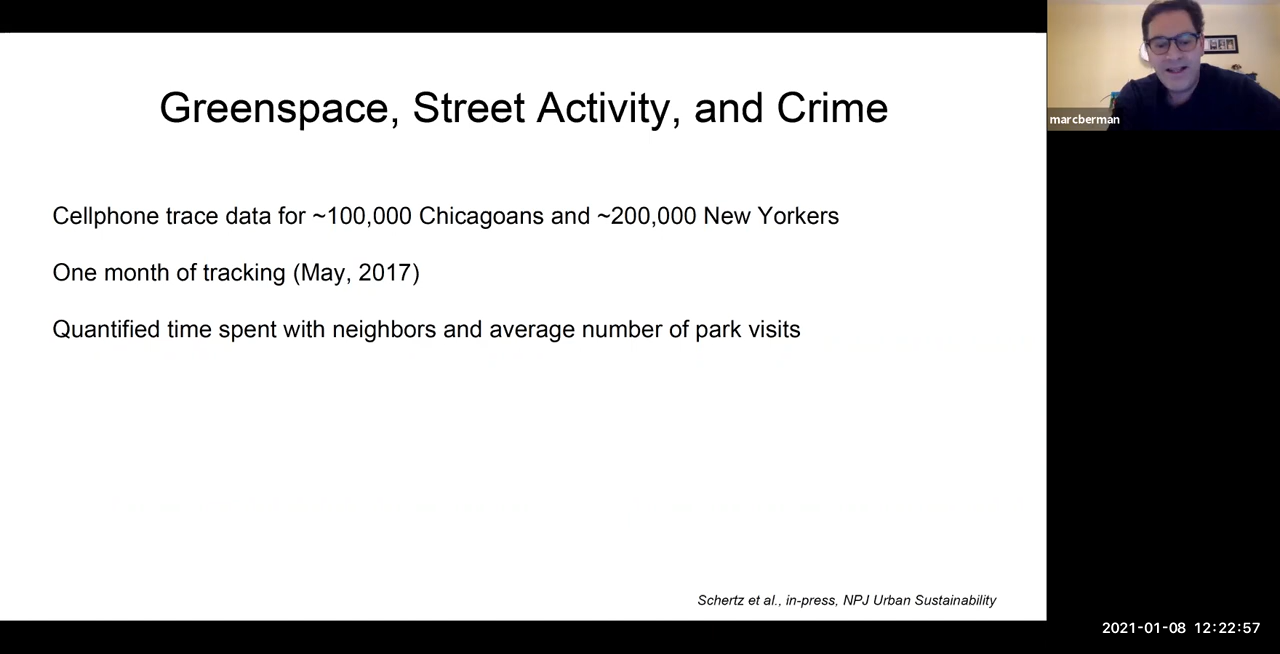 Greenspace, Street Activity, and Crime
marcberman
Cellphone trace data for ~100,000 Chicagoans and ~200,000 New Yorkers
One month of tracking (May, 2017)
Quantified time spent with neighbors and average number of park visits
Schertz et al., in-press, NPJ Urban Sustainability
2021-01-08 12:22:57